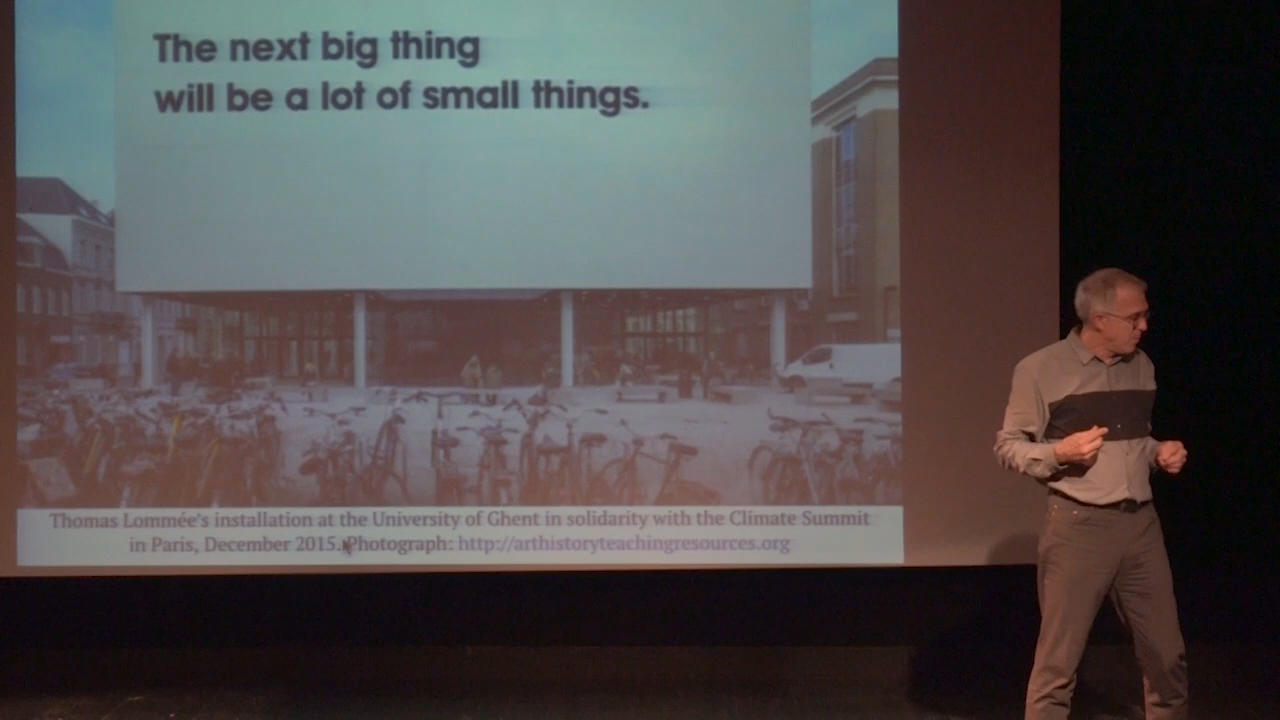 The next big thing
will be a lot of small things.
Thomas Lommée's installation at the University of Ghent in solidarity with the Climate Summit
in Paris, December 2015. Photograph: http://arthistoryteachingresources.org